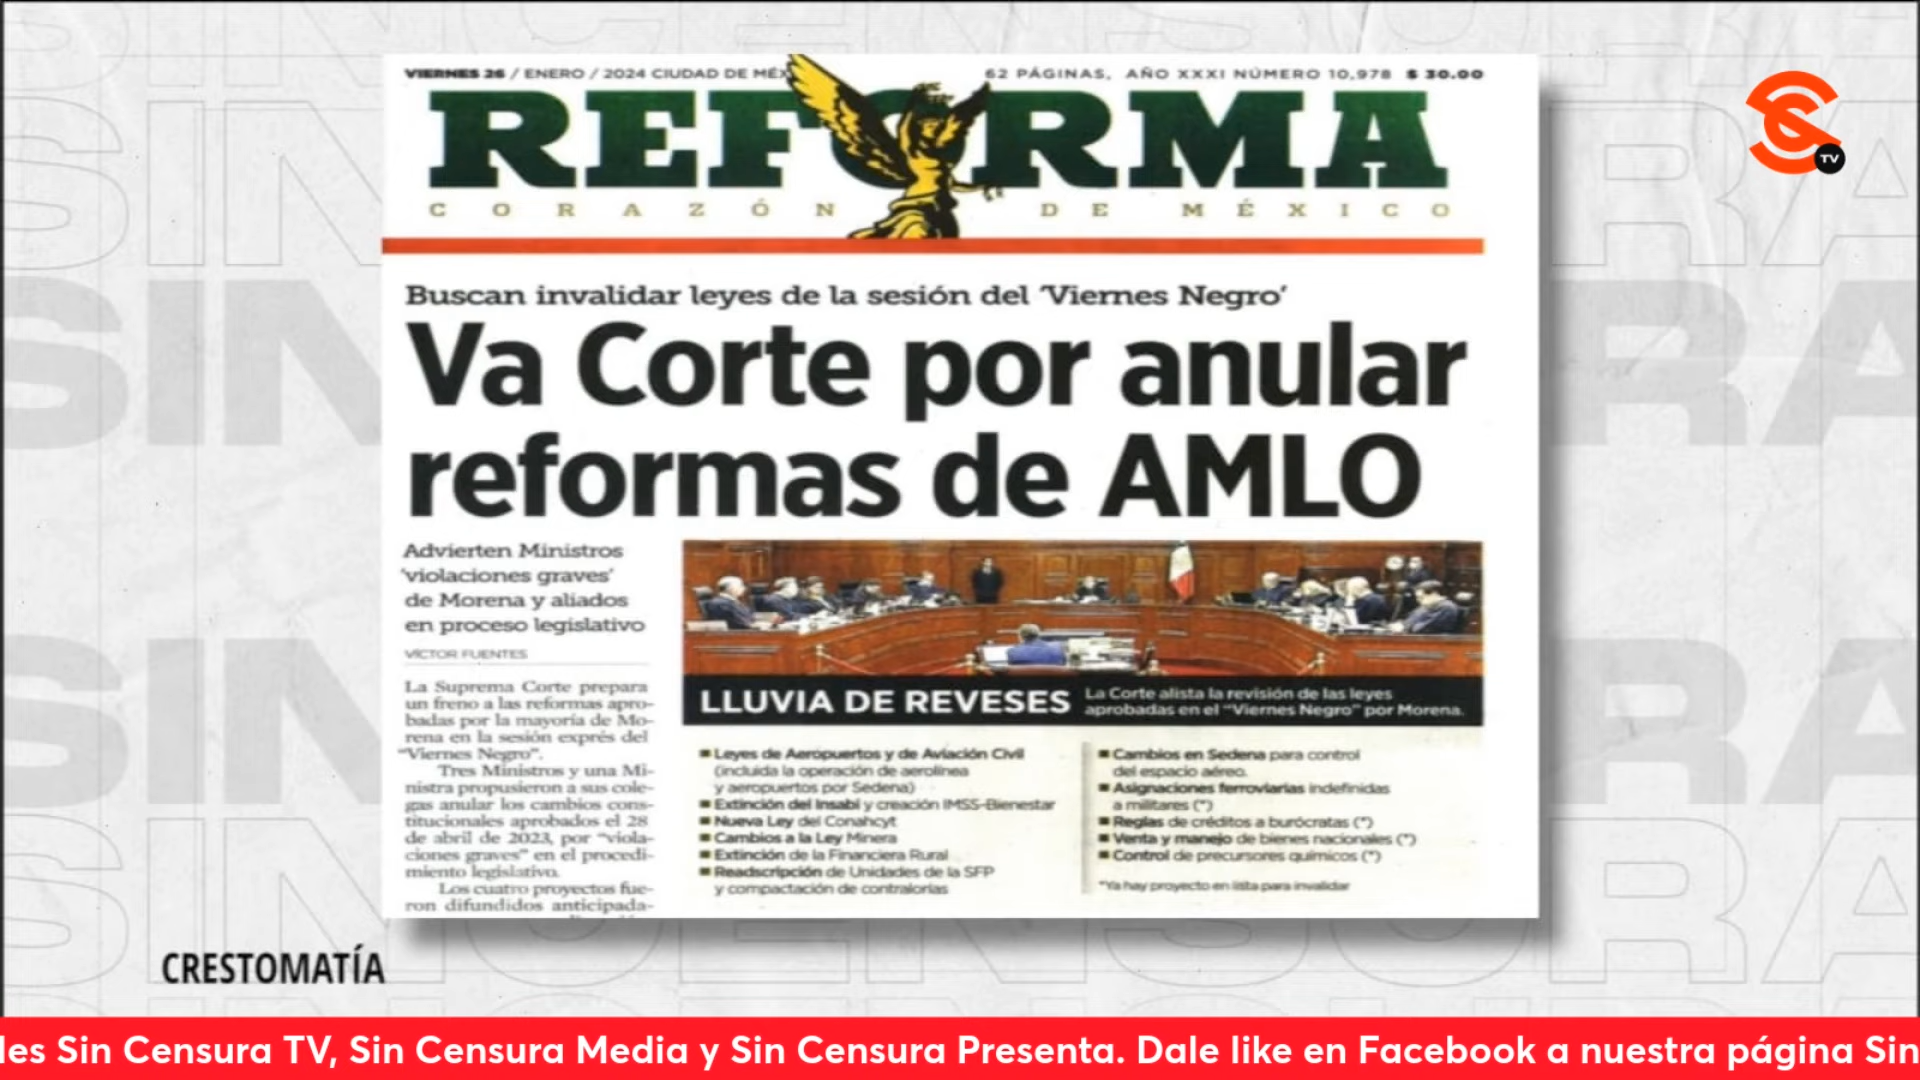 VIERNES 26 / ENERO / 2024 CIUDAD DE MÉX
62 PÁGINAS, AÑO XXXI NÚMERO 10,978 $ 30.00
REFORMA
CORAZÓN DE MÉXICO
TV
Buscan invalidar leyes de la sesión del ‘Viernes Negro’
Va Corte por anular
reformas de AMLO
Advierten Ministros
‘violaciones graves’
de Morena y aliados
en proceso legislativo
VÍCTOR FUENTES
La Suprema Corte prepara
un freno a las reformas apro-
badas por la mayoría de Mo-
rena en la sesión exprés del
“Viernes Negro”.
Tres Ministros y una Mi-
nistra propusieron a sus cole-
gas anular los cambios cons-
titucionales aprobados el 28
de abril de 2023, por “viola-
ciones graves” en el procedi-
miento legislativo.
Los cuatro proyectos fue-
ron difundidos anticipada-
LLUVIA DE REVESES
La Corte alista la revisión de las leyes
aprobadas en el “Viernes Negro” por Morena.
■ Leyes de Aeropuertos y de Aviación Civil
(incluida la operación de aerolínea
y aeropuertos por Sedena)
■ Extinción del Insabi y creación IMSS-Bienestar
■ Nueva Ley del Conahcyt
■ Cambios a la Ley Minera
■ Extinción de la Financiera Rural
■ Readscripción de Unidades de la SFP
y compactación de contralorías
■ Cambios en Sedena para control
del espacio aéreo.
■ Asignaciones ferroviarias indefinidas
a militares (*)
■ Reglas de créditos a burócratas (*)
■ Venta y manejo de bienes nacionales (*)
■ Control de precursores químicos (*)
*Ya hay proyecto en lista para invalidar
CRESTOMATÍA
les Sin Censura TV, Sin Censura Media y Sin Censura Presenta. Dale like en Facebook a nuestra página Sin